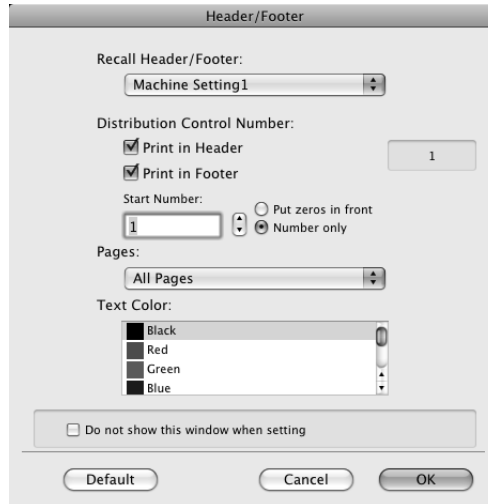 Header/Footer
Recall Header/Footer:
Machine Setting1
Distribution Control Number:
Print in Header
1
Print in Footer
Start Number:
Put zeros in front
1
Number only
Pages:
All Pages
Text Color:
Black
Red
Green
Blue
Do not show this window when setting
Default Cancel OK